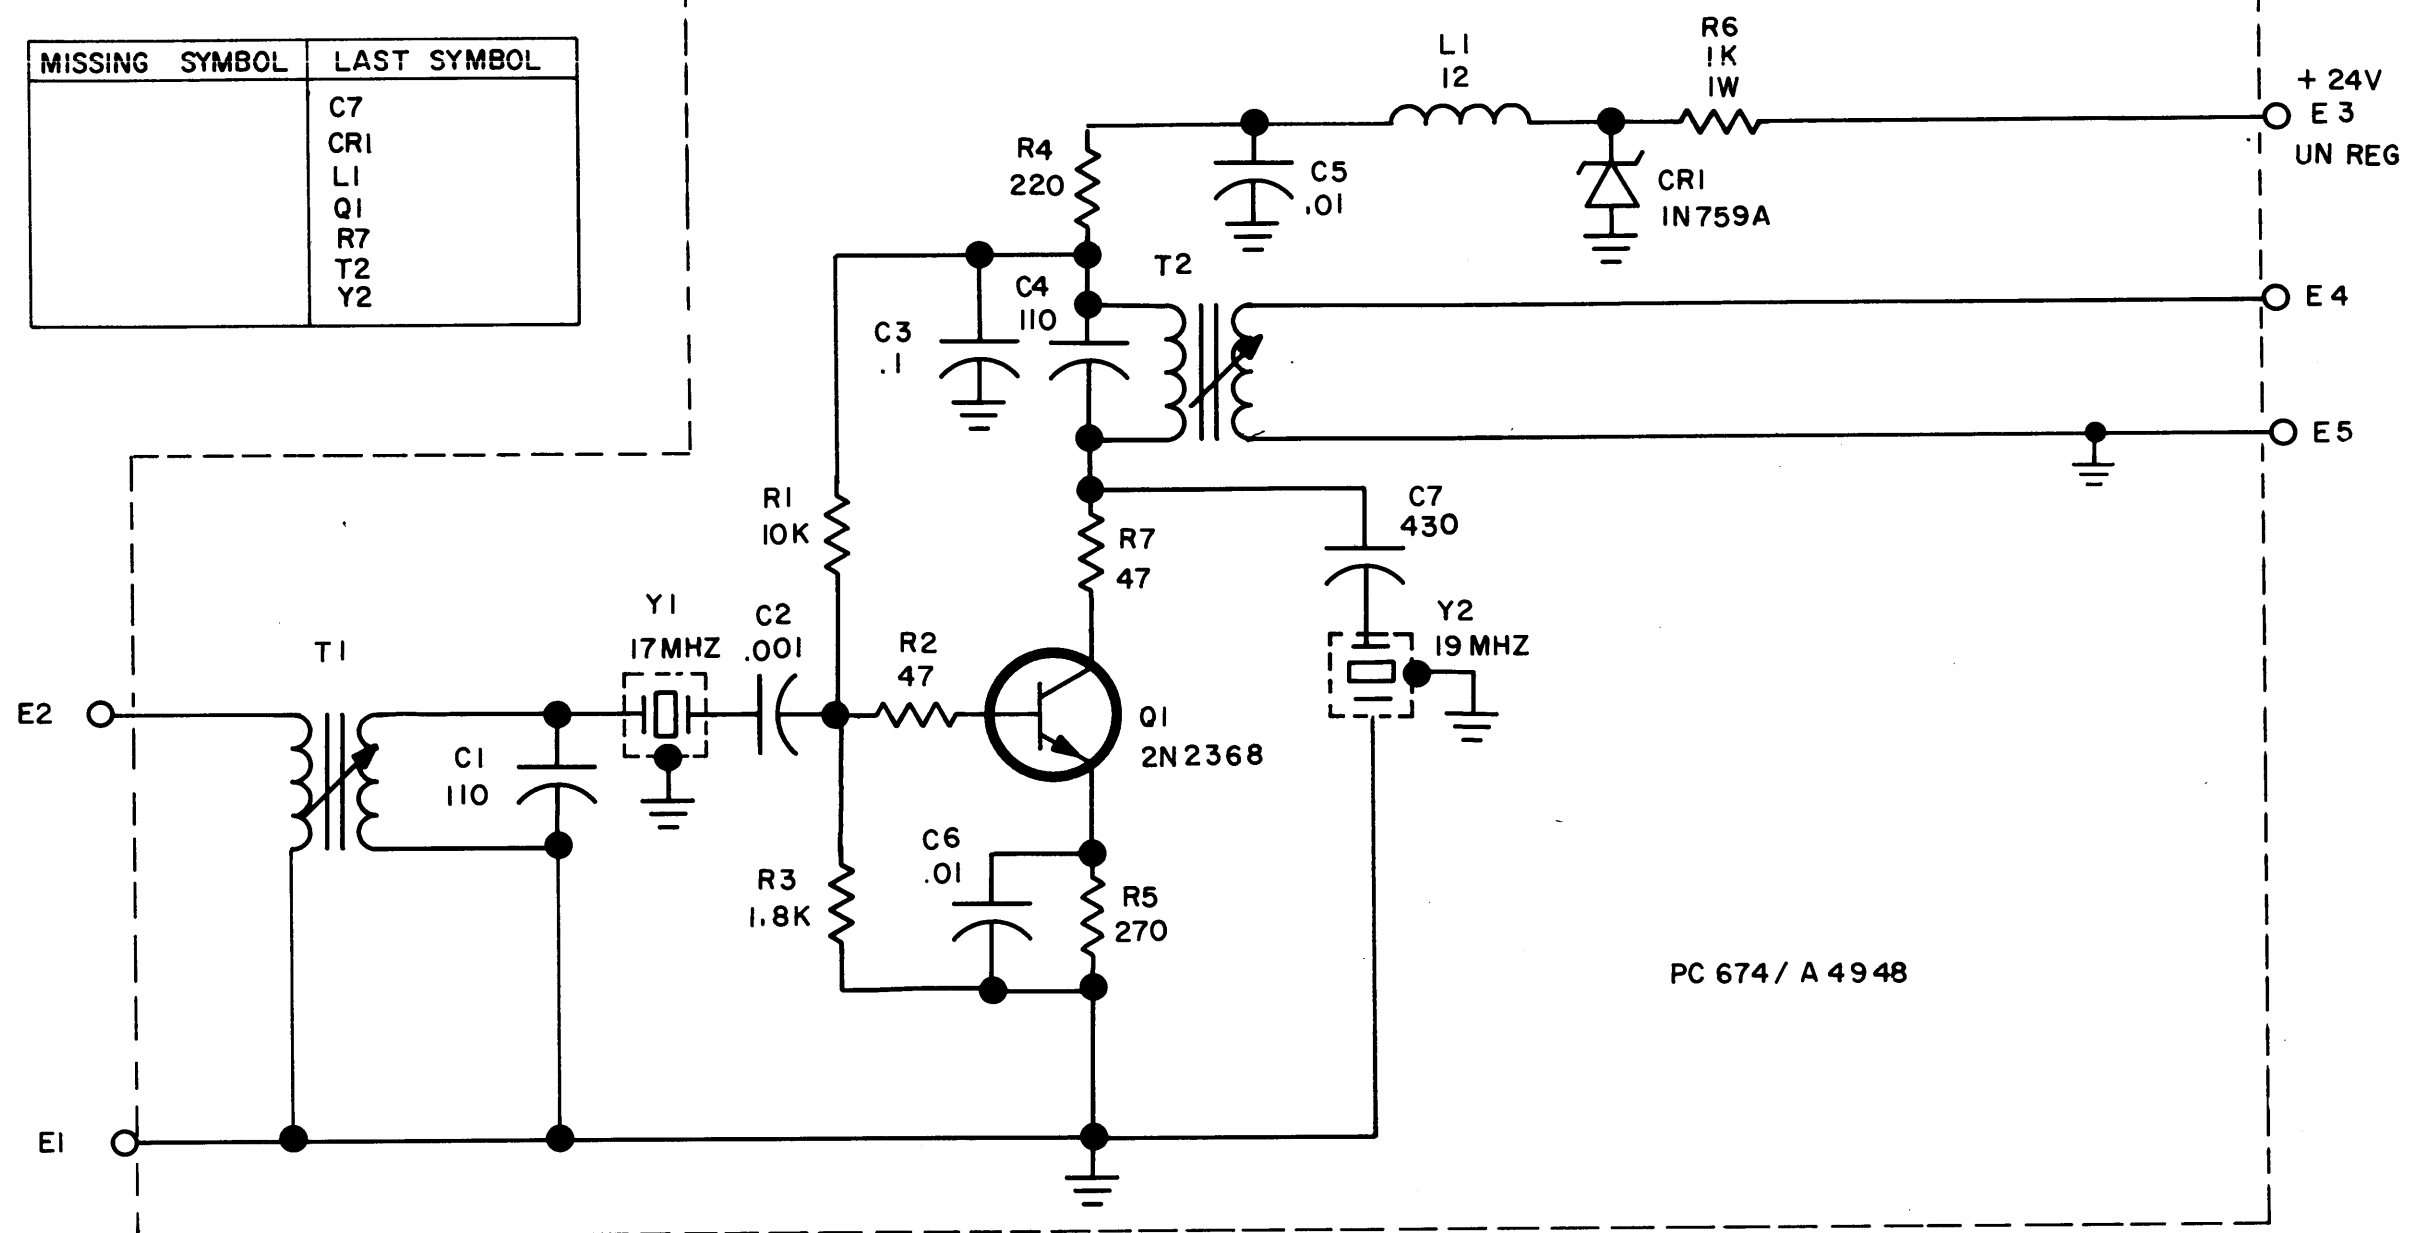 MISSING SYMBOL LAST SYMBOL
C7
CR1
L1
Q1
R7
T2
Y2
L1
12
R6
1K
1W
+ 24V
E3
UN REG
R4
220
C5
.01
CR1
1N759A
T2
E4
C4
110
C3
.1
E5
R1
10K
C7
430
R7
47
Y1
17MHZ
C2
.001
R2
47
Y2
19MHZ
T1
E2
Q1
2N2368
C1
110
C6
.01
R3
1.8K
R5
270
PC 674/ A 4948
E1